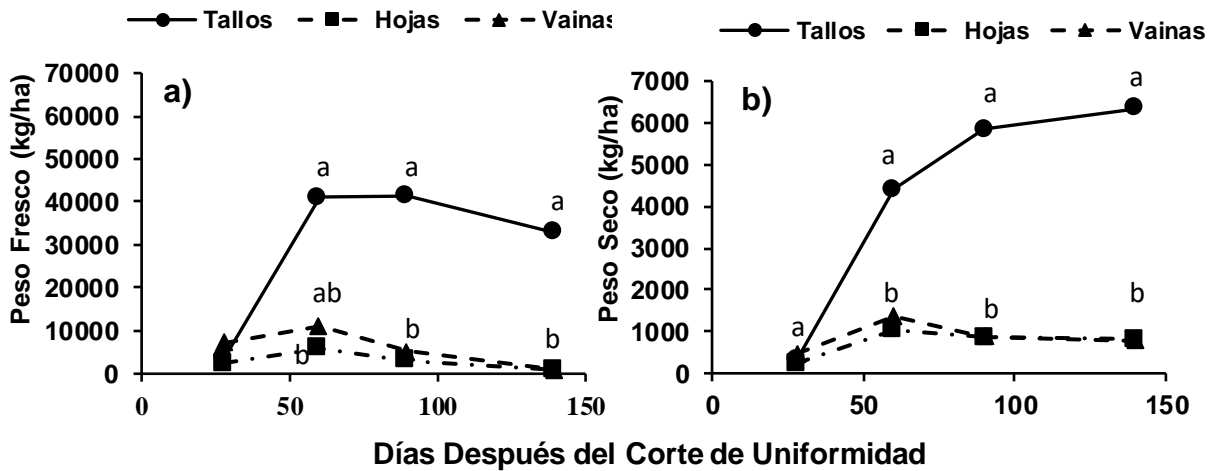 Tallos Hojas Vainas
a)
Peso Fresco (kg/ha)
70000
60000
50000
40000
30000
20000
10000
0
a a a
ab b b
b
0 50 100 150
Tallos Hojas Vainas
b)
Peso Seco (kg/ha)
7000
6000
5000
4000
3000
2000
1000
0
a a a
a b b b
0 50 100 150
Días Después del Corte de Uniformidad